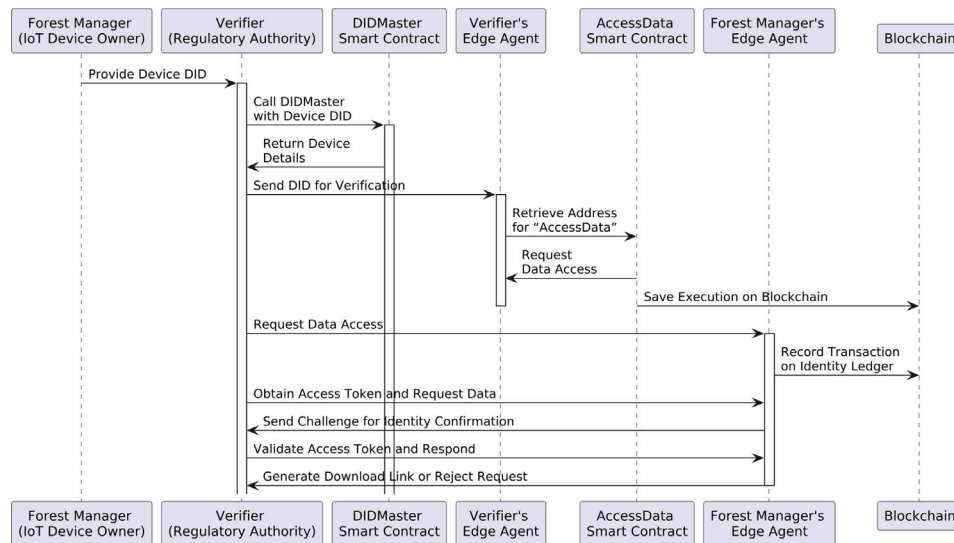 Forest Manager
(IoT Device Owner)
Verifier
(Regulatory Authority)
DIDMaster
Smart Contract
Verifier's
Edge Agent
AccessData
Smart Contract
Forest Manager's
Edge Agent
Blockchain
Provide Device DID
Call DIDMaster
with Device DID
Return Device
Details
Send DID for Verification
Retrieve Address
for “AccessData”
Request
Data Access
Save Execution on Blockchain
Request Data Access
Record Transaction
on Identity Ledger
Obtain Access Token and Request Data
Send Challenge for Identity Confirmation
Validate Access Token and Respond
Generate Download Link or Reject Request
Forest Manager
(IoT Device Owner)
Verifier
(Regulatory Authority)
DIDMaster
Smart Contract
Verifier's
Edge Agent
AccessData
Smart Contract
Forest Manager's
Edge Agent
Blockchain